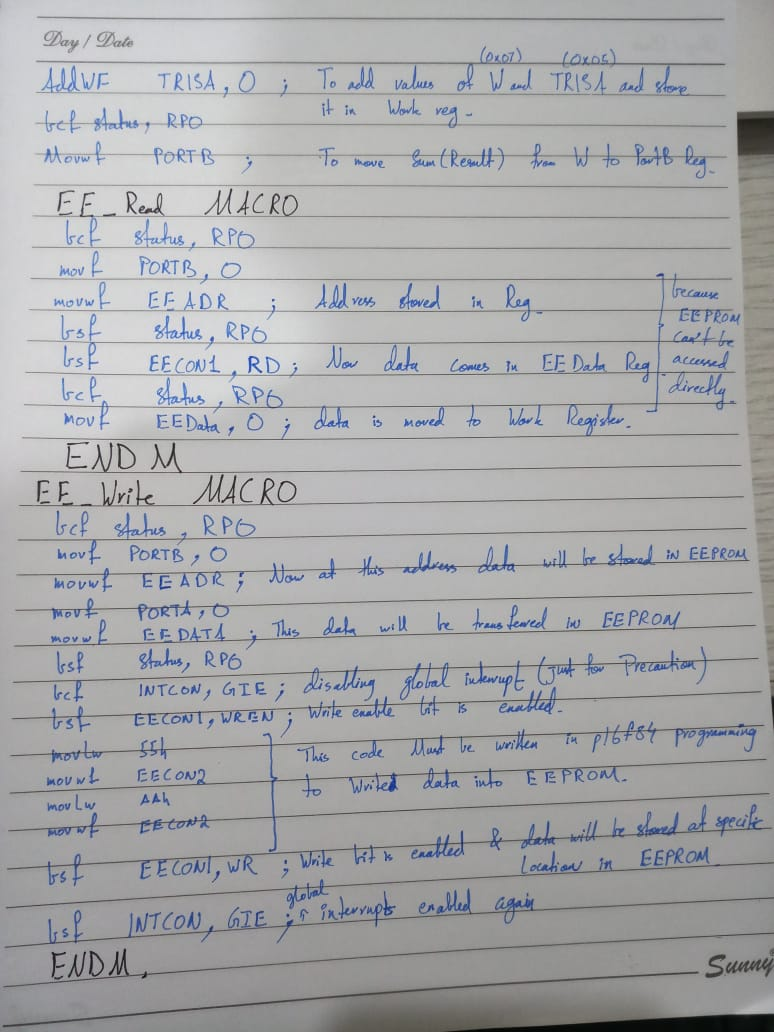 Day / Date
(0x07) (0x05)
AddWF TRISA, 0 ; To add values of W and TRISA and store
it in Work reg.
bcf status, RP0
Movwf PORTB ; To move Sum (Result) from W to PortB Reg.
EE_Read MACRO
bcf status, RP0
movf PORTB, 0
movwf EEADR ; Address stored in Reg.
bsf status, RP0
bsf EECON1, RD ; Now data comes in EEData Reg
bcf status, RP0
movf EEData, 0 ; data is moved to Work Register.
because
EEPROM
can't be
accessed
directly.
ENDM
EE_Write MACRO
bcf status, RP0
movf PORTB, 0
movwf EEADR ; Now at this address data will be stored in EEPROM
movf PORTA, 0
movwf EEDATA ; This data will be transfered in EEPROM
bsf status, RP0
bcf INTCON, GIE ; disabling global interrupt (just for Precaution)
bsf EECON1, WREN ; Write enable bit is enabled.
movlw 55h
movwf EECON2
movLw AAh
movwf EECON2
This code Must be written in p16f84 programming
to Writed data into EEPROM.
bsf EECON1, WR ; Write bit is enabled & data will be stored at specific
Location in EEPROM
global
bsf INTCON, GIE ; ↑ interrupts enabled again
ENDM.
Sunny